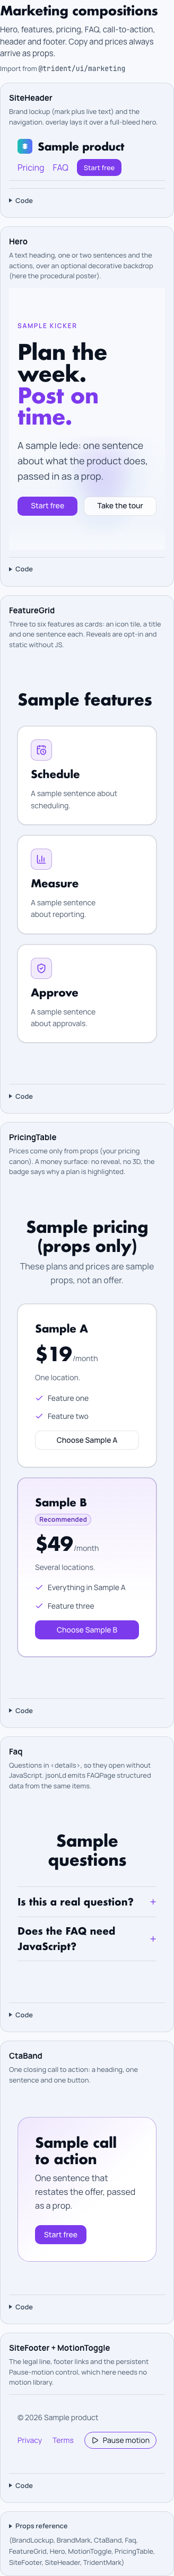 Marketing compositions
Hero, features, pricing, FAQ, call-to-action,
header and footer. Copy and prices always
arrive as props.
Import from @trident/ui/marketing
SiteHeader
Brand lockup (mark plus live text) and the
navigation. overlay lays it over a full-bleed hero.
Sample product
Pricing FAQ Start free
Code
Hero
A text heading, one or two sentences and the
actions, over an optional decorative backdrop
(here the procedural poster).
SAMPLE KICKER
Plan the
week.
Post on
time.
A sample lede: one sentence
about what the product does,
passed in as a prop.
Start free Take the tour
Code
FeatureGrid
Three to six features as cards: an icon tile, a title
and one sentence each. Reveals are opt-in and
static without JS.
Sample features
Schedule
A sample sentence about
scheduling.
Measure
A sample sentence
about reporting.
Approve
A sample sentence
about approvals.
Code
PricingTable
Prices come only from props (your pricing
canon). A money surface: no reveal, no 3D, the
badge says why a plan is highlighted.
Sample pricing
(props only)
These plans and prices are sample
props, not an offer.
Sample A
$19/month
One location.
Feature one
Feature two
Choose Sample A
Sample B
Recommended
$49/month
Several locations.
Everything in Sample A
Feature three
Choose Sample B
Code
Faq
Questions in <details>, so they open without
JavaScript. jsonLd emits FAQPage structured
data from the same items.
Sample
questions
Is this a real question?
Does the FAQ need
JavaScript?
Code
CtaBand
One closing call to action: a heading, one
sentence and one button.
Sample call
to action
One sentence that
restates the offer, passed
as a prop.
Start free
Code
SiteFooter + MotionToggle
The legal line, footer links and the persistent
Pause-motion control, which here needs no
motion library.
© 2026 Sample product
Privacy Terms Pause motion
Code
Props reference
(BrandLockup, BrandMark, CtaBand, Faq,
FeatureGrid, Hero, MotionToggle, PricingTable,
SiteFooter, SiteHeader, TridentMark)